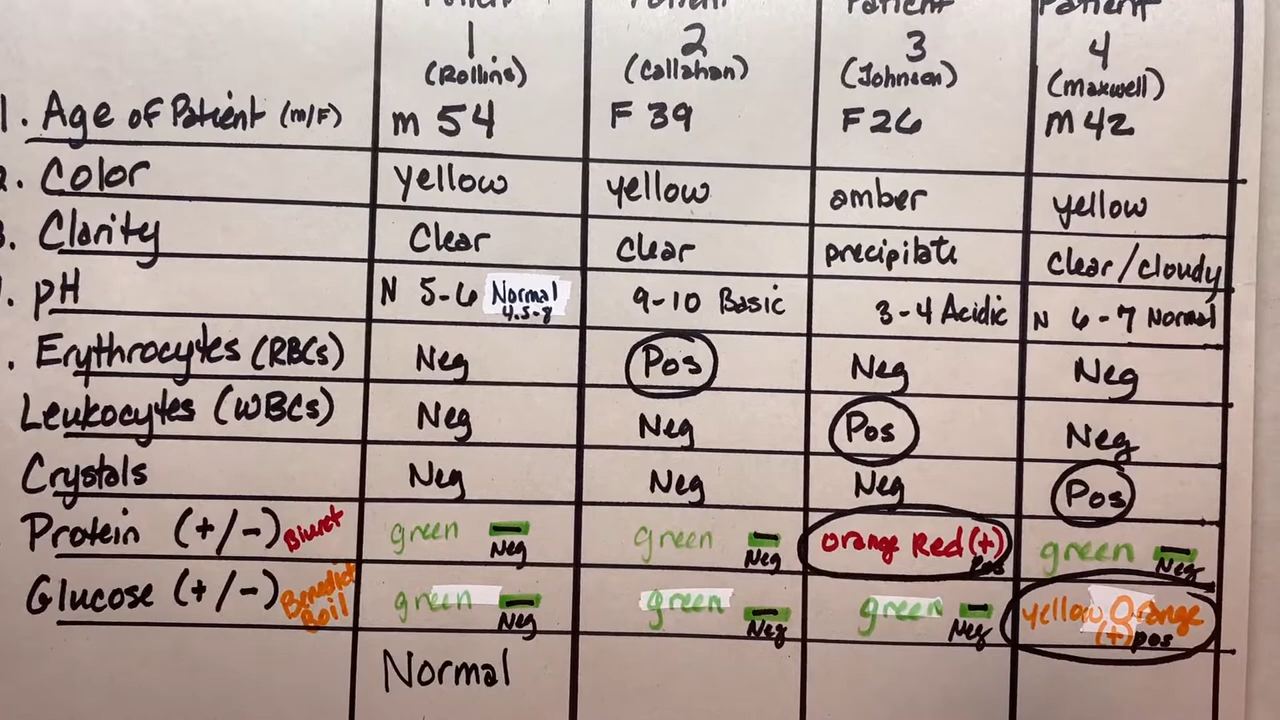 Patient Patient Patient Patient
1 2 3 4
(Rollins) (Callahan) (Johnson) (Maxwell)
1. Age of Patient (m/F) m 54 F 39 F 26 M 42
2. Color yellow yellow amber yellow
3. Clarity Clear clear precipitate clear/cloudy
. pH N 5-6 Normal 4.5-8 9-10 Basic 3-4 Acidic N 6-7 Normal
. Erythrocytes (RBCs) Neg Pos Neg Neg
Leukocytes (WBCs) Neg Neg Pos Neg
Crystals Neg Neg Neg Pos
Protein (+/-) Biuret green - Neg green - Neg orange Red (+) Pos green - Neg
Glucose (+/-) Benedict Boil green - Neg green - Neg green - Neg yellow Orange (+) pos
Normal